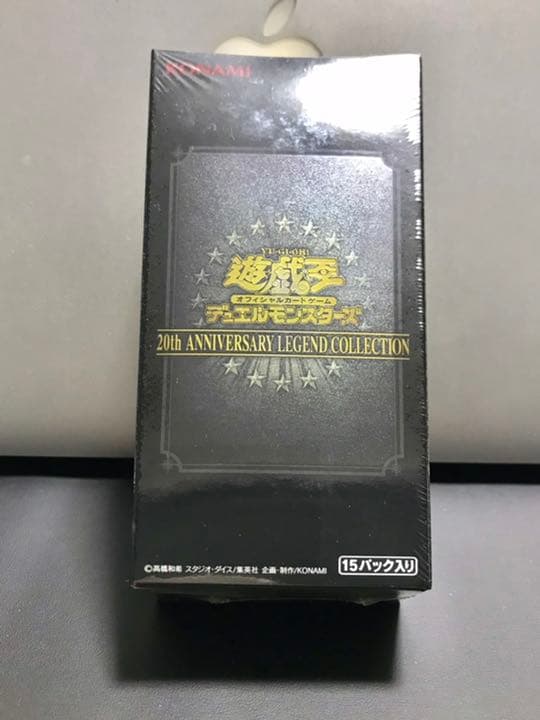 KONAMI
YU-GI-OH!
遊戯王
オフィシャルカードゲーム
デュエルモンスターズ
20th ANNIVERSARY LEGEND COLLECTION
©高橋和希 スタジオ・ダイス/集英社 企画・制作/KONAMI
15パック入り